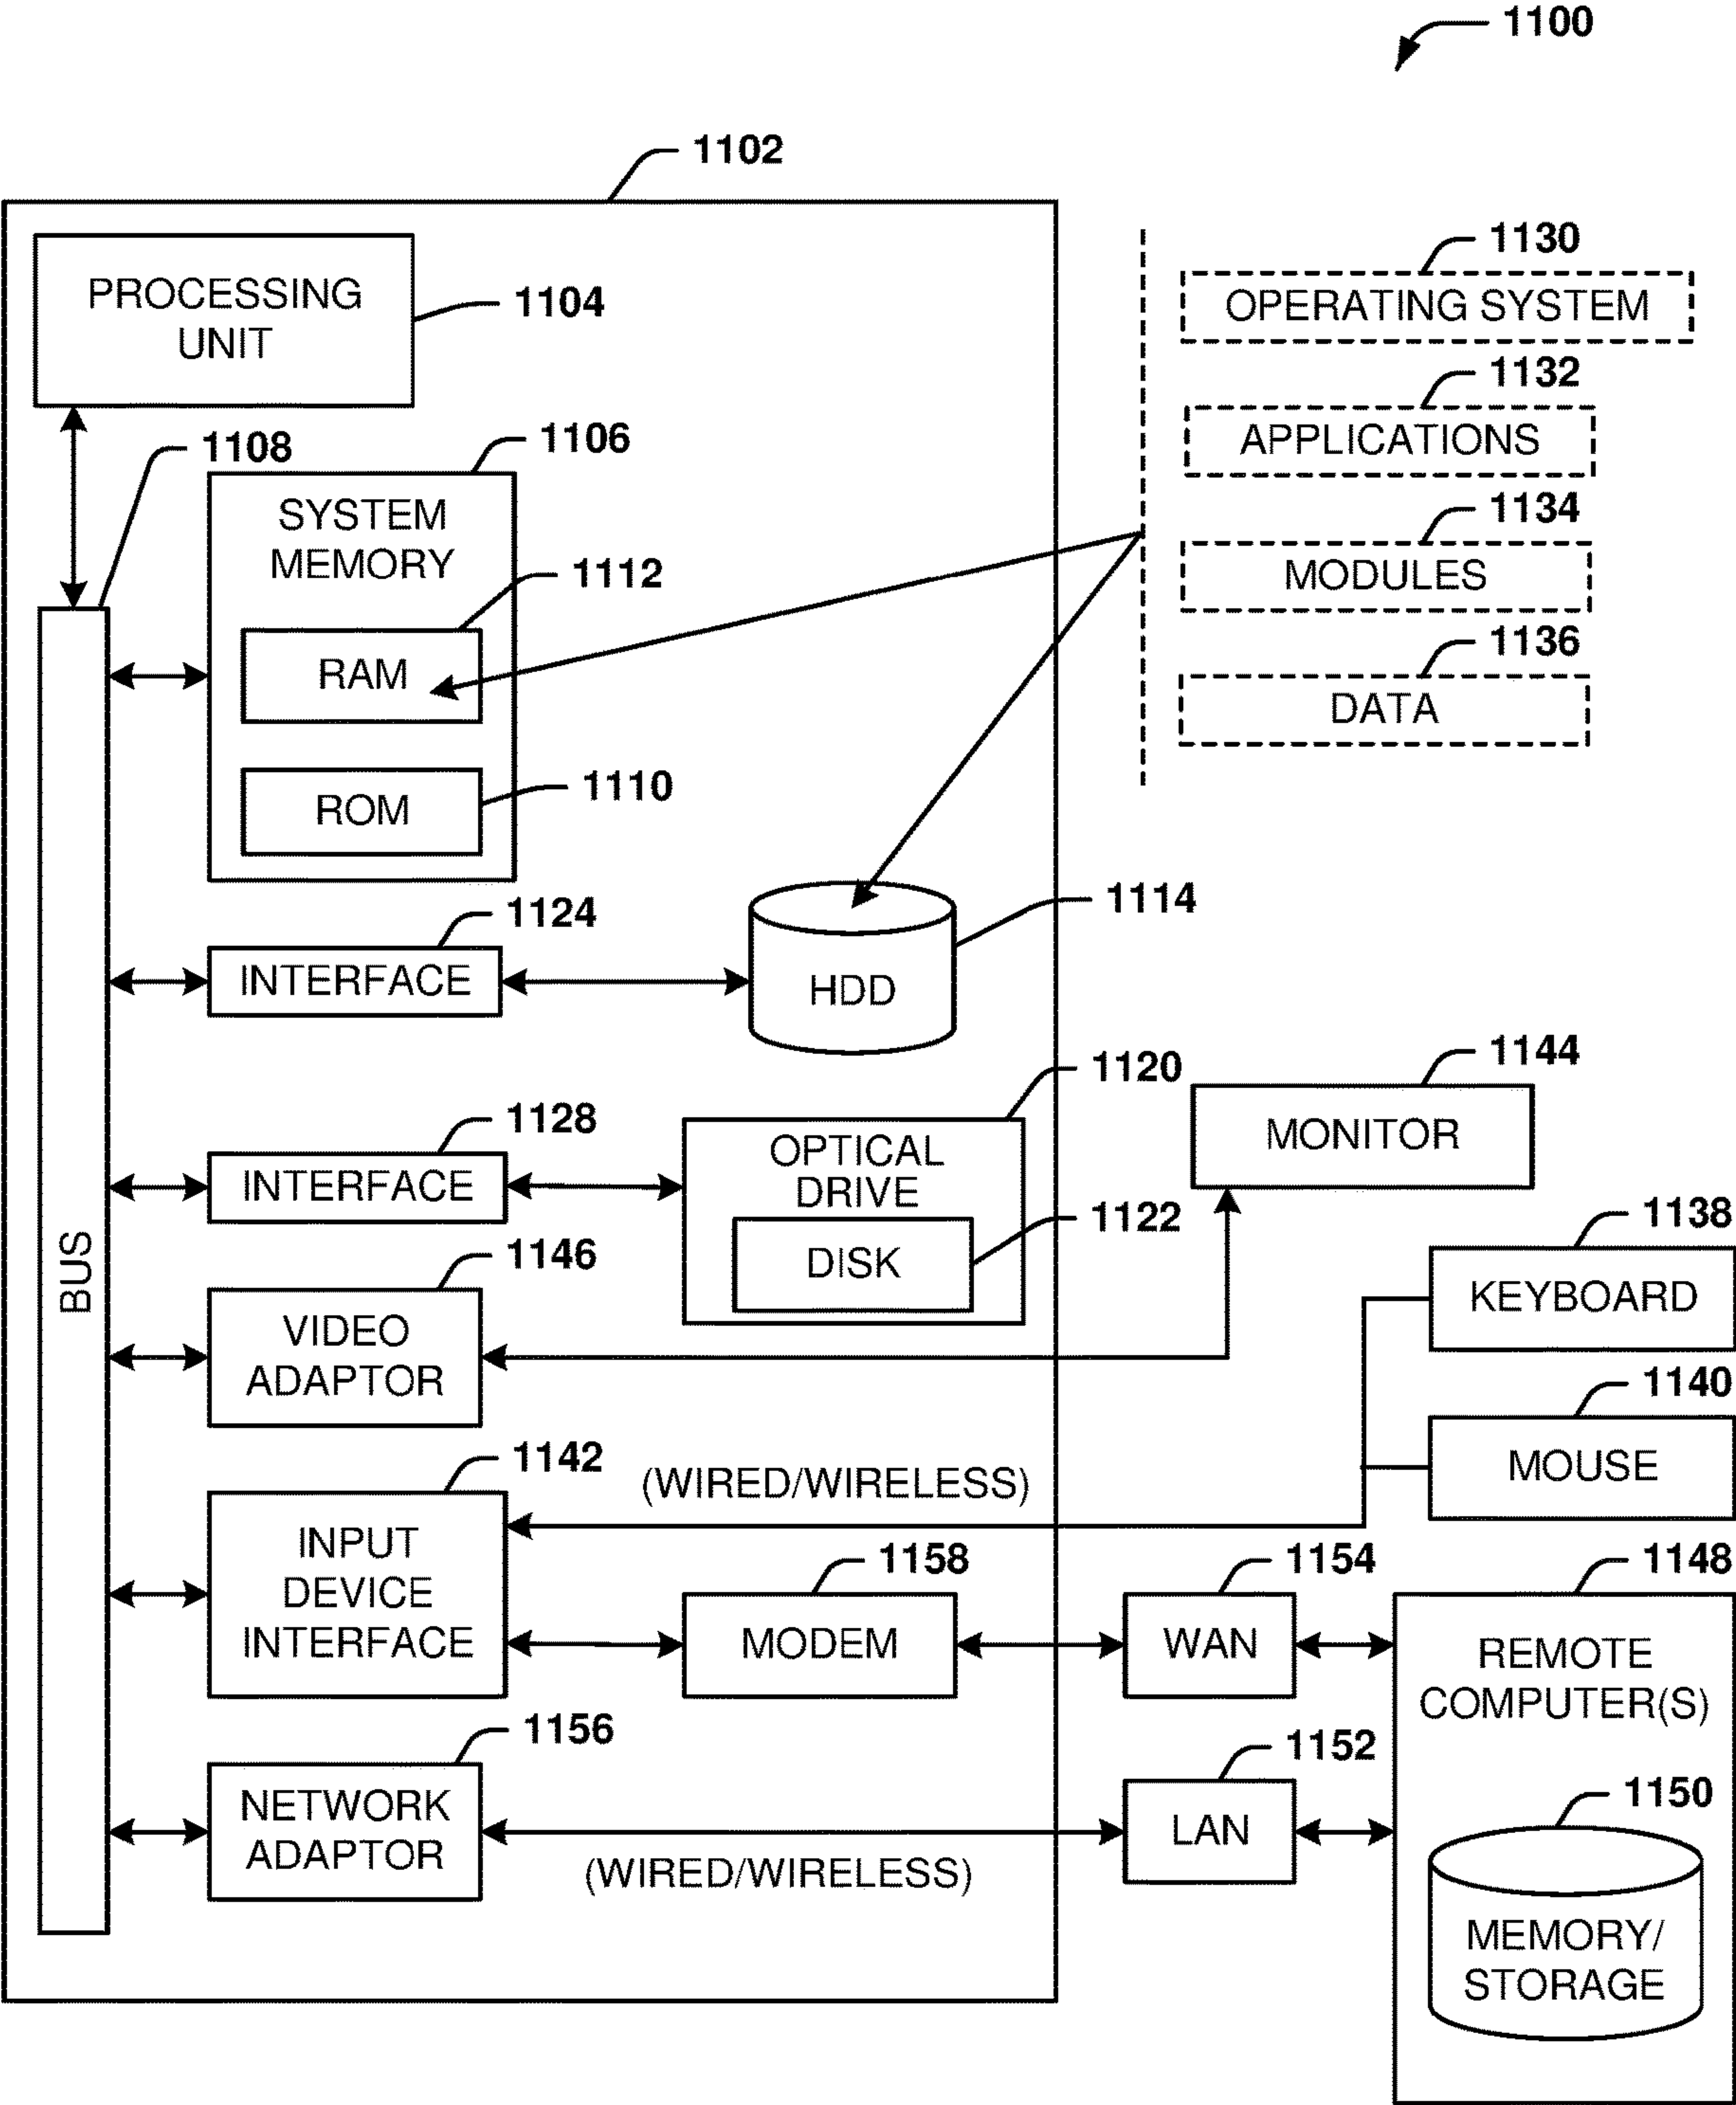 1100
1102
1130
OPERATING SYSTEM
PROCESSING
UNIT
1104
1132
APPLICATIONS
1108
1106
SYSTEM
MEMORY
1134
MODULES
1112
RAM
1136
DATA
1110
ROM
1124
INTERFACE
1114
HDD
1120
OPTICAL
DRIVE
1144
MONITOR
1128
INTERFACE
1122
DISK
1138
KEYBOARD
BUS
1146
VIDEO
ADAPTOR
1140
MOUSE
1142
INPUT
DEVICE
INTERFACE
(WIRED/WIRELESS)
1158
MODEM
1154
WAN
1148
REMOTE
COMPUTER(S)
1156
NETWORK
ADAPTOR
(WIRED/WIRELESS)
1152
LAN
1150
MEMORY/
STORAGE